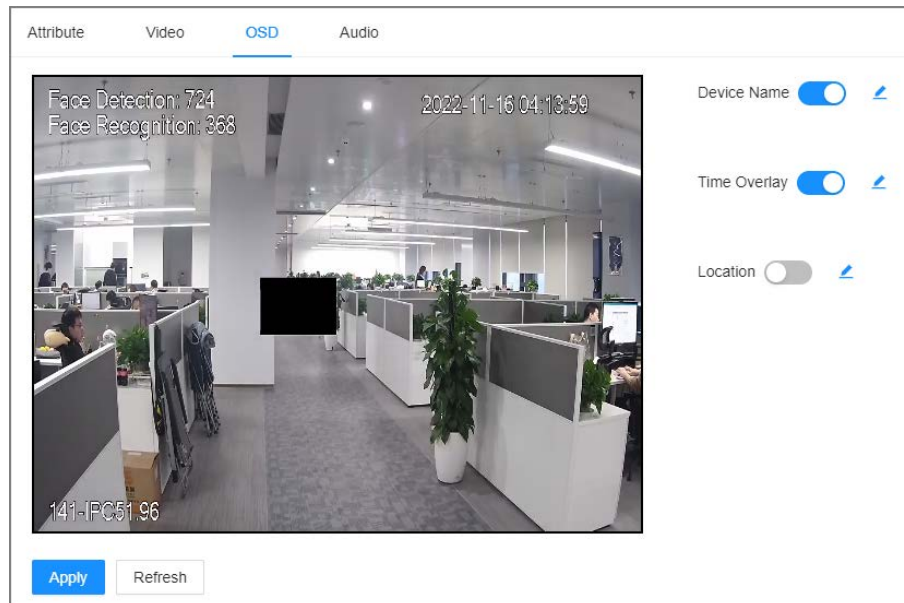 Attribute Video OSD Audio
Face Detection: 724
Face Recognition: 368
2022-11-16 04:13:59
141-IPC51.96
Device Name
Time Overlay
Location
Apply Refresh